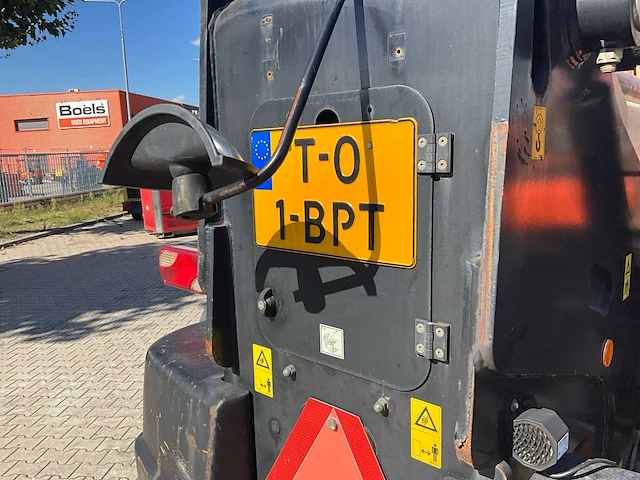 Boels
USED EQUIPMENT
T-0
1-BPT